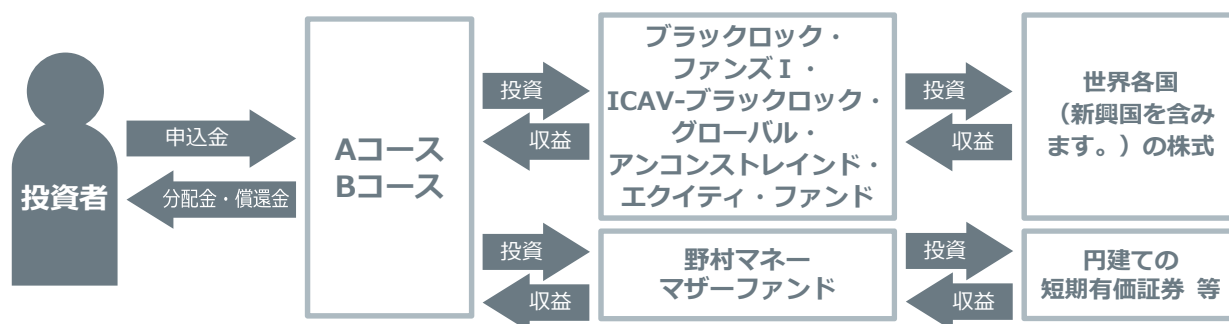 投資者
申込金
分配金・償還金
Aコース
Bコース
投資
収益
ブラックロック・
ファンズⅠ・
ICAV-ブラックロック・
グローバル・
アンコンストレインド・
エクイティ・ファンド
投資
収益
世界各国
（新興国を含み
ます。）の株式
投資
収益
野村マネー
マザーファンド
投資
収益
円建ての
短期有価証券 等